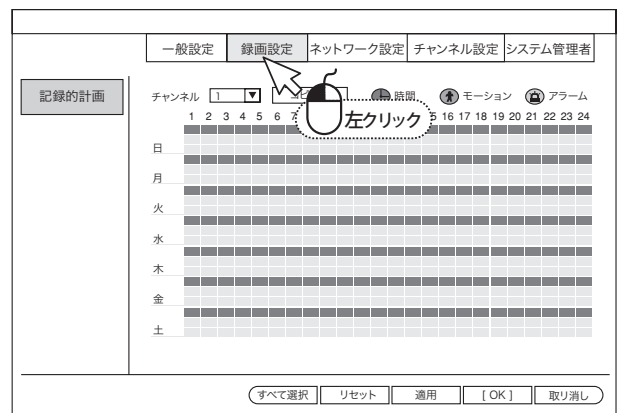 一般設定 録画設定 ネットワーク設定 チャンネル設定 システム管理者
記録的計画
チャンネル 1 時間 モーション アラーム
1 2 3 4 5 6 7 16 17 18 19 20 21 22 23 24
左クリック
日
月
火
水
木
金
土
すべて選択 リセット 適用 [ OK ] 取り消し